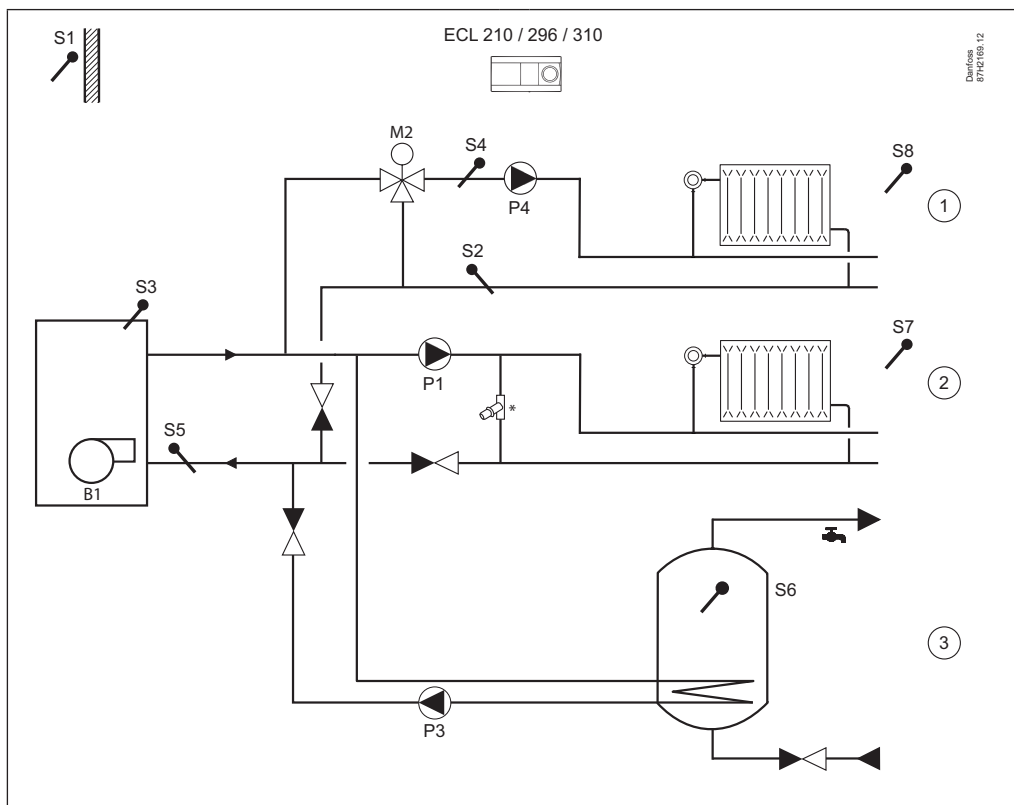 S1
ECL 210 / 296 / 310
Danfoss
87H2169.12
M2
S4
P4
S8
1
S2
S3
P1
S7
2
*
S5
B1
S6
3
P3